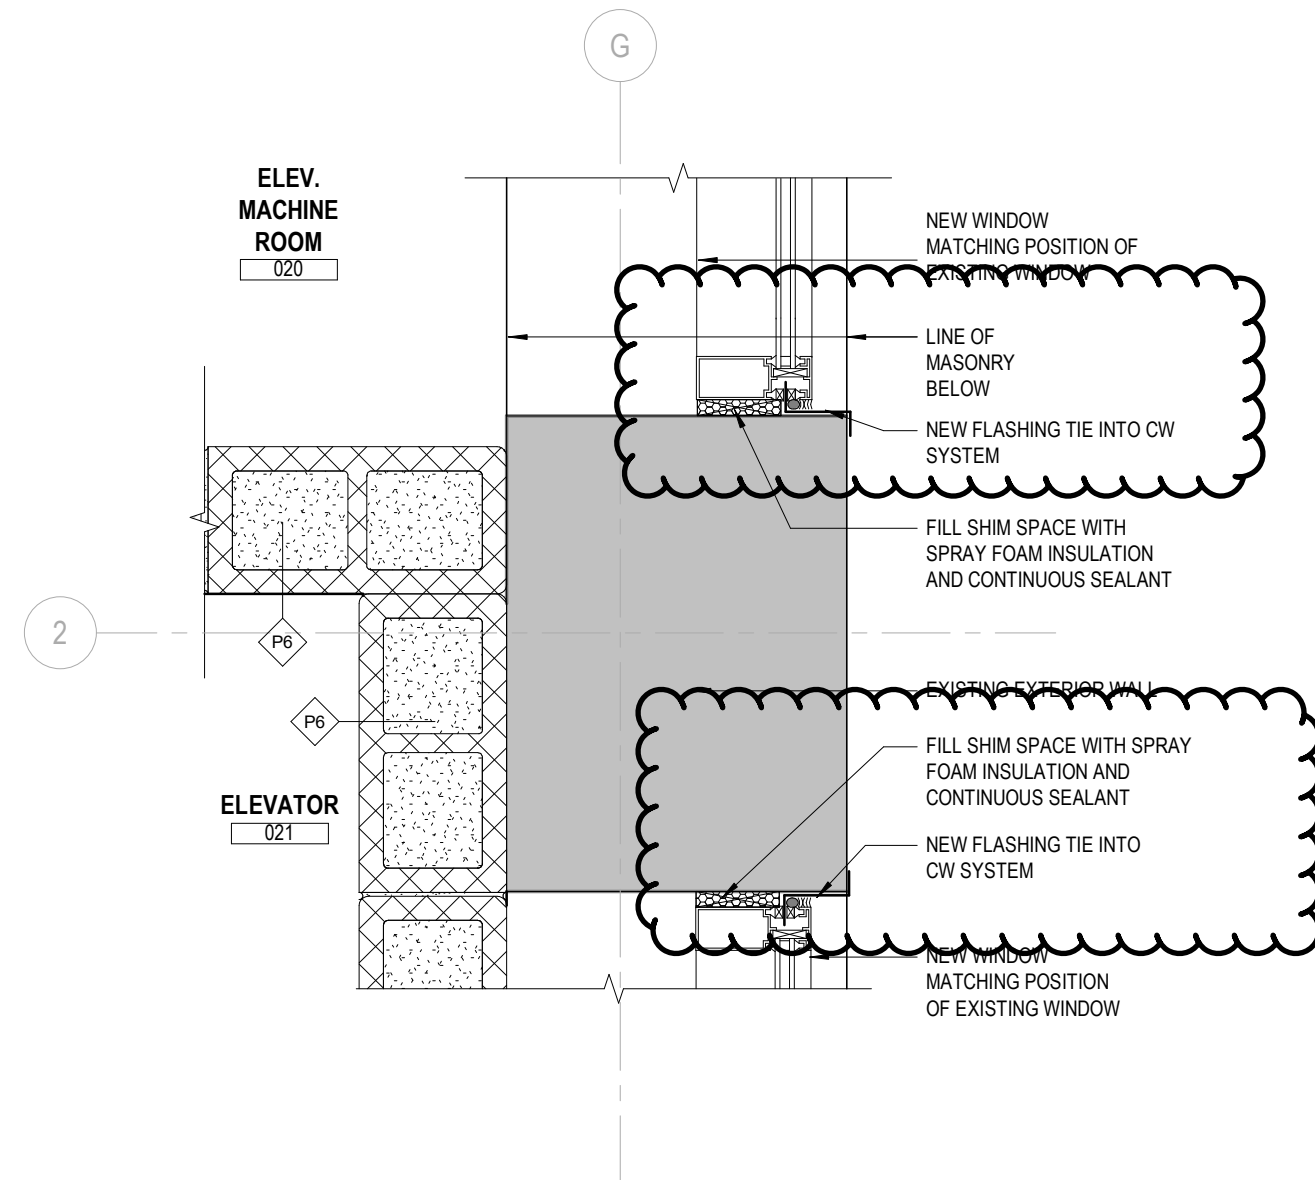 G
ELEV.
MACHINE
ROOM
020
NEW WINDOW
MATCHING POSITION OF
EXISTING WINDOW
LINE OF
MASONRY
BELOW
NEW FLASHING TIE INTO CW
SYSTEM
FILL SHIM SPACE WITH
SPRAY FOAM INSULATION
AND CONTINUOUS SEALANT
2
P6
P6
EXISTING EXTERIOR WALL
FILL SHIM SPACE WITH SPRAY
FOAM INSULATION AND
CONTINUOUS SEALANT
ELEVATOR
021
NEW FLASHING TIE INTO
CW SYSTEM
NEW WINDOW
MATCHING POSITION
OF EXISTING WINDOW